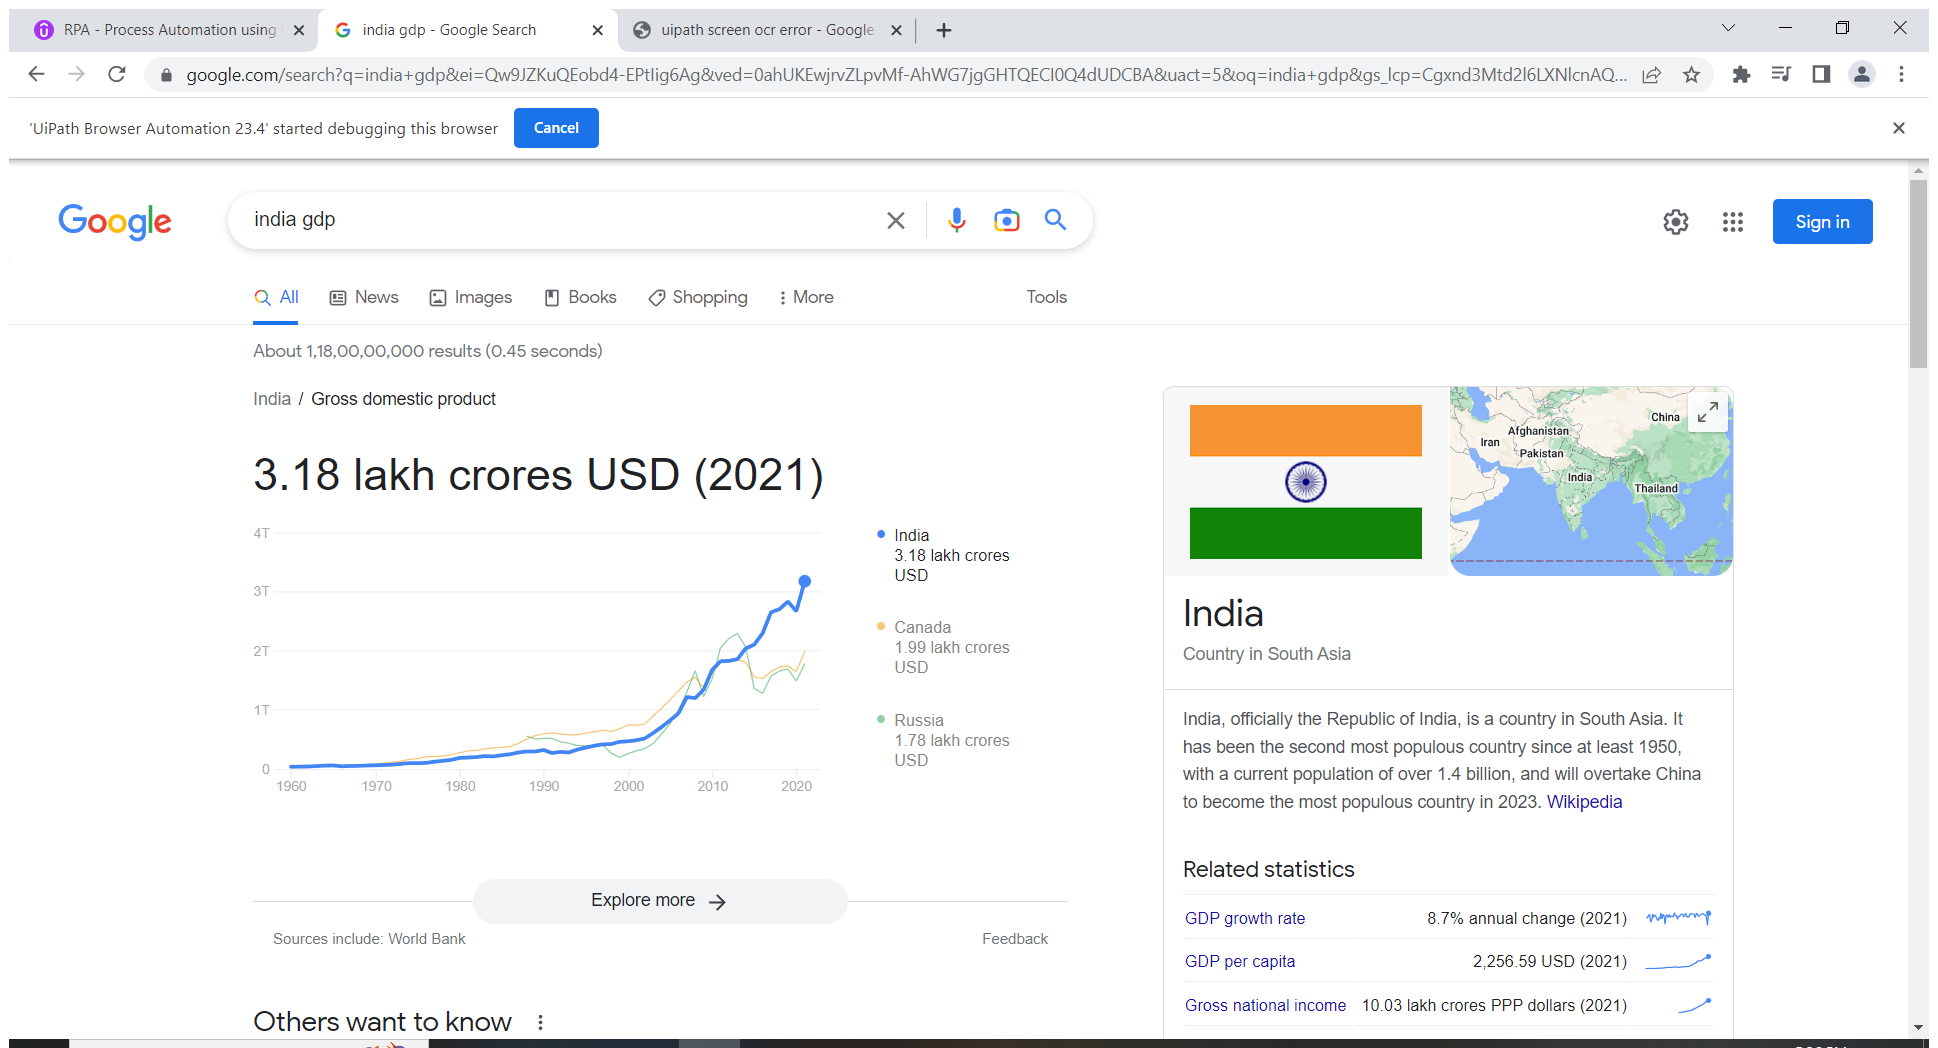 RPA - Process Automation using
india gdp - Google Search
uipath screen ocr error - Google
google.com/search?q=india+gdp&ei=Qw9JZKuQEobd4-EPtIig6Ag&ved=0ahUKEwjrvZLpvMf-AhWG7jgGHTQECI0Q4dUDCBA&uact=5&oq=india+gdp&gs_lcp=Cgxnd3Mtd2l6LXNlcnAQ...
'UiPath Browser Automation 23.4' started debugging this browser Cancel
Google
india gdp
Sign in
All News Images Books Shopping More Tools
About 1,18,00,00,000 results (0.45 seconds)
India / Gross domestic product
3.18 lakh crores USD (2021)
4T
3T
2T
1T
0
1960 1970 1980 1990 2000 2010 2020
India
3.18 lakh crores
USD
Canada
1.99 lakh crores
USD
Russia
1.78 lakh crores
USD
Explore more
Sources include: World Bank
Feedback
Others want to know
China
Afghanistan
Iran
Pakistan
India
Thailand
India
Country in South Asia
India, officially the Republic of India, is a country in South Asia. It
has been the second most populous country since at least 1950,
with a current population of over 1.4 billion, and will overtake China
to become the most populous country in 2023. Wikipedia
Related statistics
GDP growth rate 8.7% annual change (2021)
GDP per capita 2,256.59 USD (2021)
Gross national income 10.03 lakh crores PPP dollars (2021)